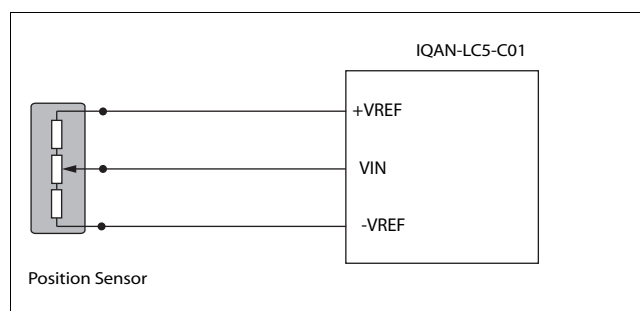 IQAN-LC5-C01
+VREF
VIN
-VREF
Position Sensor